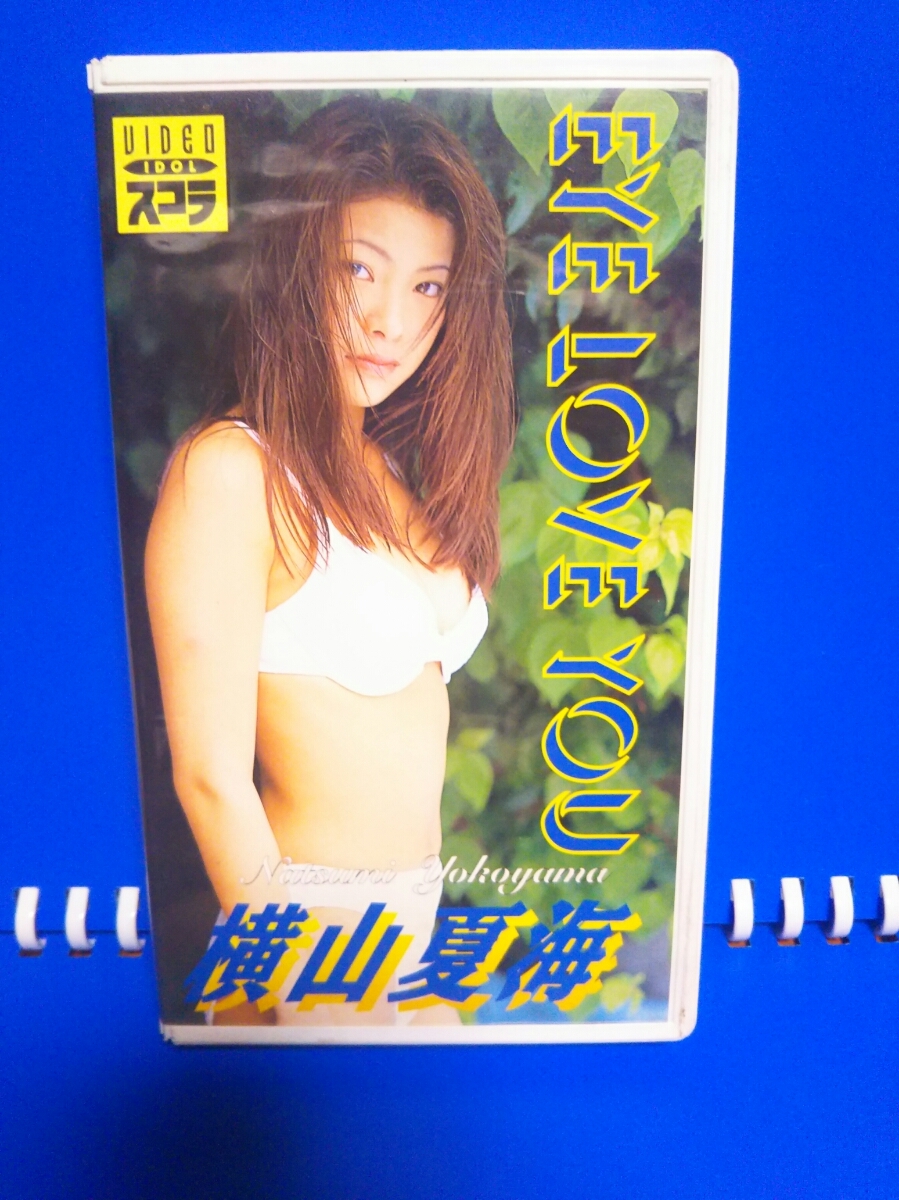 VIDEO
IDOL
スコラ
EYE LOVE YOU
Natsumi Yokoyama
横山夏海